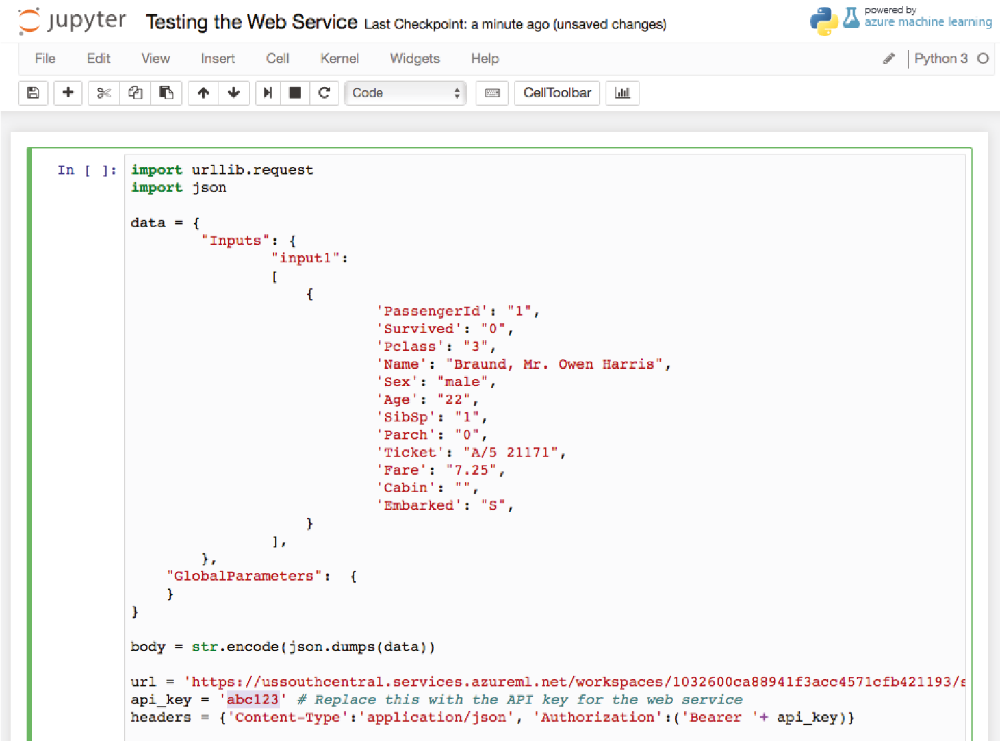 jupyter Testing the Web Service Last Checkpoint: a minute ago (unsaved changes)
powered by
azure machine learning
File Edit View Insert Cell Kernel Widgets Help Python 3
Code CellToolbar
In [ ]:
import urllib.request
import json
data = {
"Inputs": {
"input1":
[
{
'PassengerId': "1",
'Survived': "0",
'Pclass': "3",
'Name': "Braund, Mr. Owen Harris",
'Sex': "male",
'Age': "22",
'SibSp': "1",
'Parch': "0",
'Ticket': "A/5 21171",
'Fare': "7.25",
'Cabin': "",
'Embarked': "S",
}
],
},
"GlobalParameters": {
}
}
body = str.encode(json.dumps(data))
url = 'https://ussouthcentral.services.azureml.net/workspaces/1032600ca88941f3acc4571cfb421193/s
api_key = 'abc123' # Replace this with the API key for the web service
headers = {'Content-Type':'application/json', 'Authorization':('Bearer '+ api_key)}